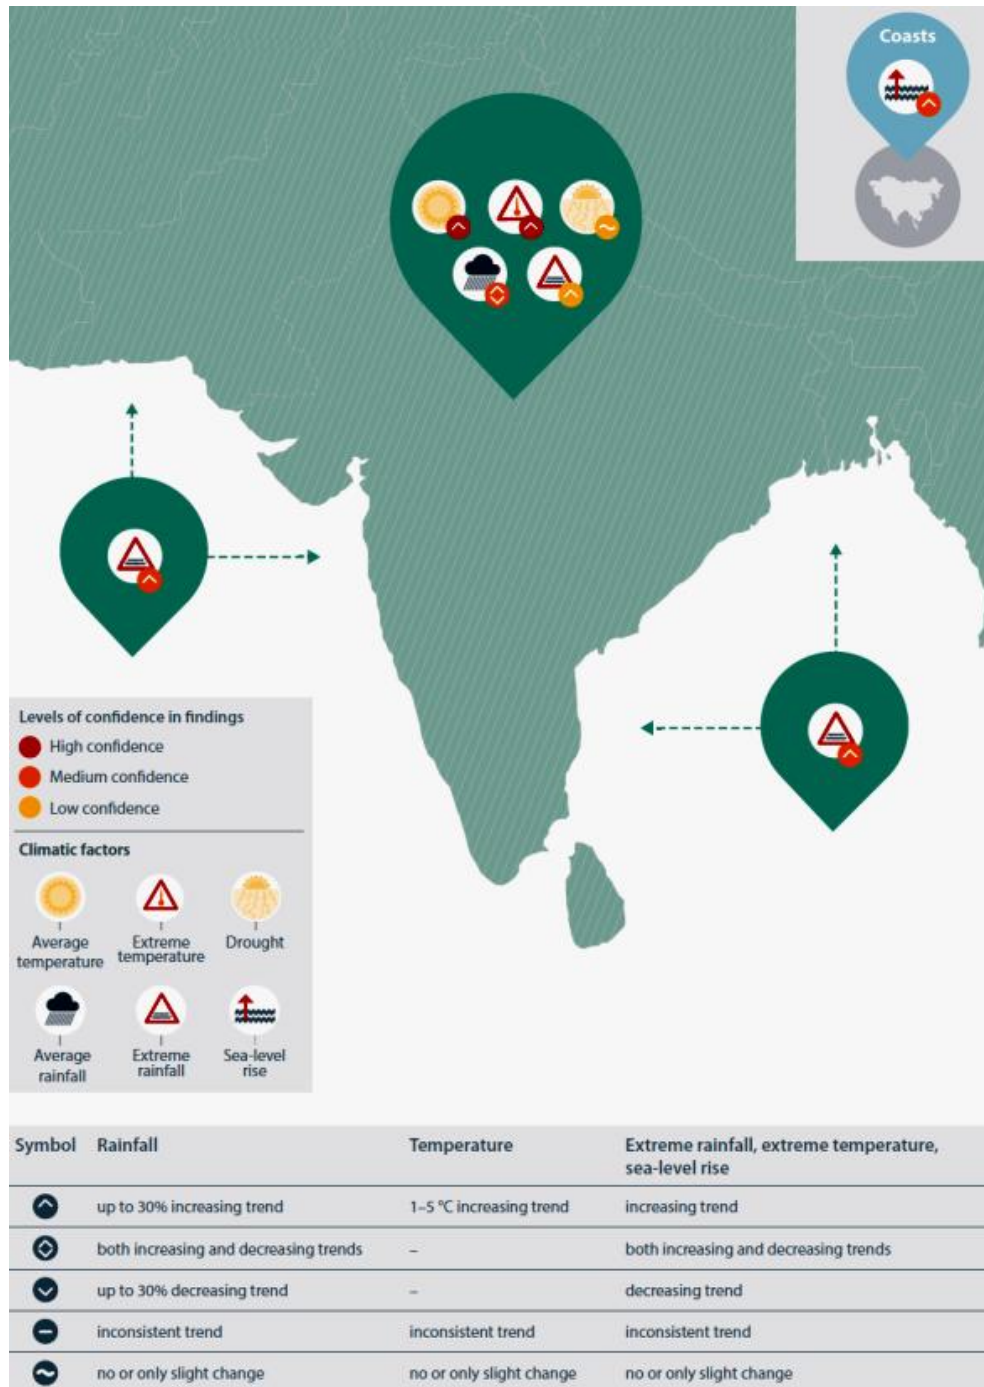 Coasts
Levels of confidence in findings
High confidence
Medium confidence
Low confidence
Climatic factors
Average
temperature
Extreme
temperature
Drought
Average
rainfall
Extreme
rainfall
Sea-level
rise
Symbol Rainfall Temperature Extreme rainfall, extreme temperature,
sea-level rise
up to 30% increasing trend 1–5 °C increasing trend increasing trend
both increasing and decreasing trends – both increasing and decreasing trends
up to 30% decreasing trend – decreasing trend
inconsistent trend inconsistent trend inconsistent trend
no or only slight change no or only slight change no or only slight change